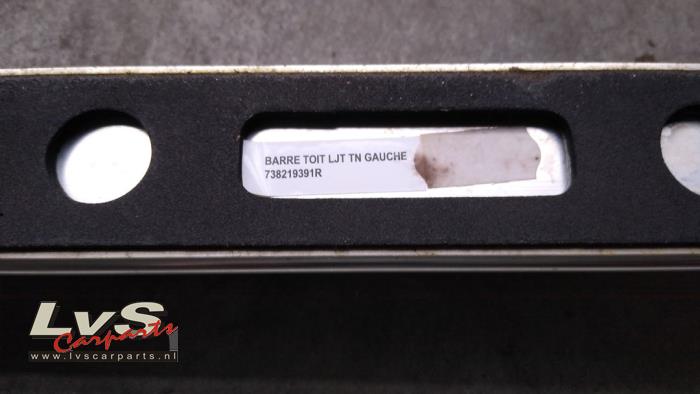 BARRE TOIT LJT TN GAUCHE
738219391R
LvS
Carparts
www.lvscarparts.nl